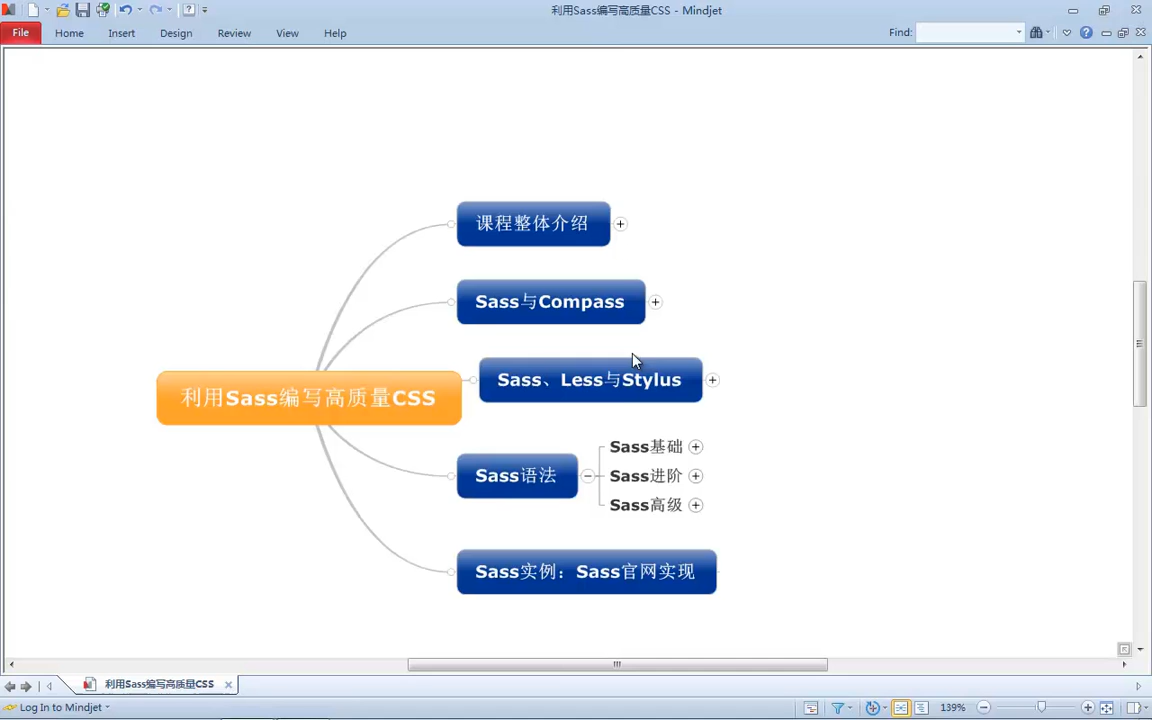 利用Sass编写高质量CSS - Mindjet
File Home Insert Design Review View Help Find:
课程整体介绍
Sass与Compass
Sass、Less与Stylus
利用Sass编写高质量CSS
Sass基础
Sass语法
Sass进阶
Sass高级
Sass实例：Sass官网实现
利用Sass编写高质量CSS
Log In to Mindjet 139%